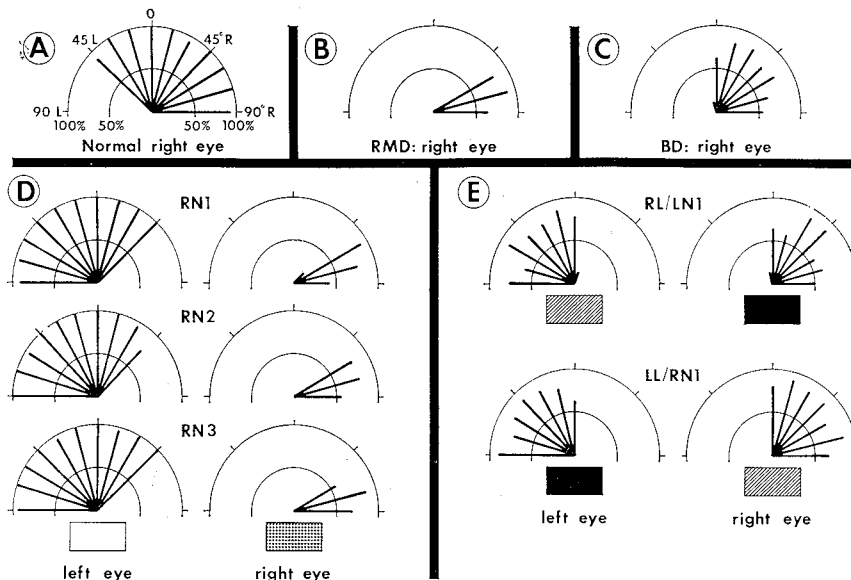 A
0
45 L
45°R
90 L
90°R
100% 50% 50% 100%
Normal right eye
B
RMD: right eye
C
BD: right eye
D
RN1
RN2
RN3
left eye right eye
E
RL/LN1
LL/RN1
left eye right eye